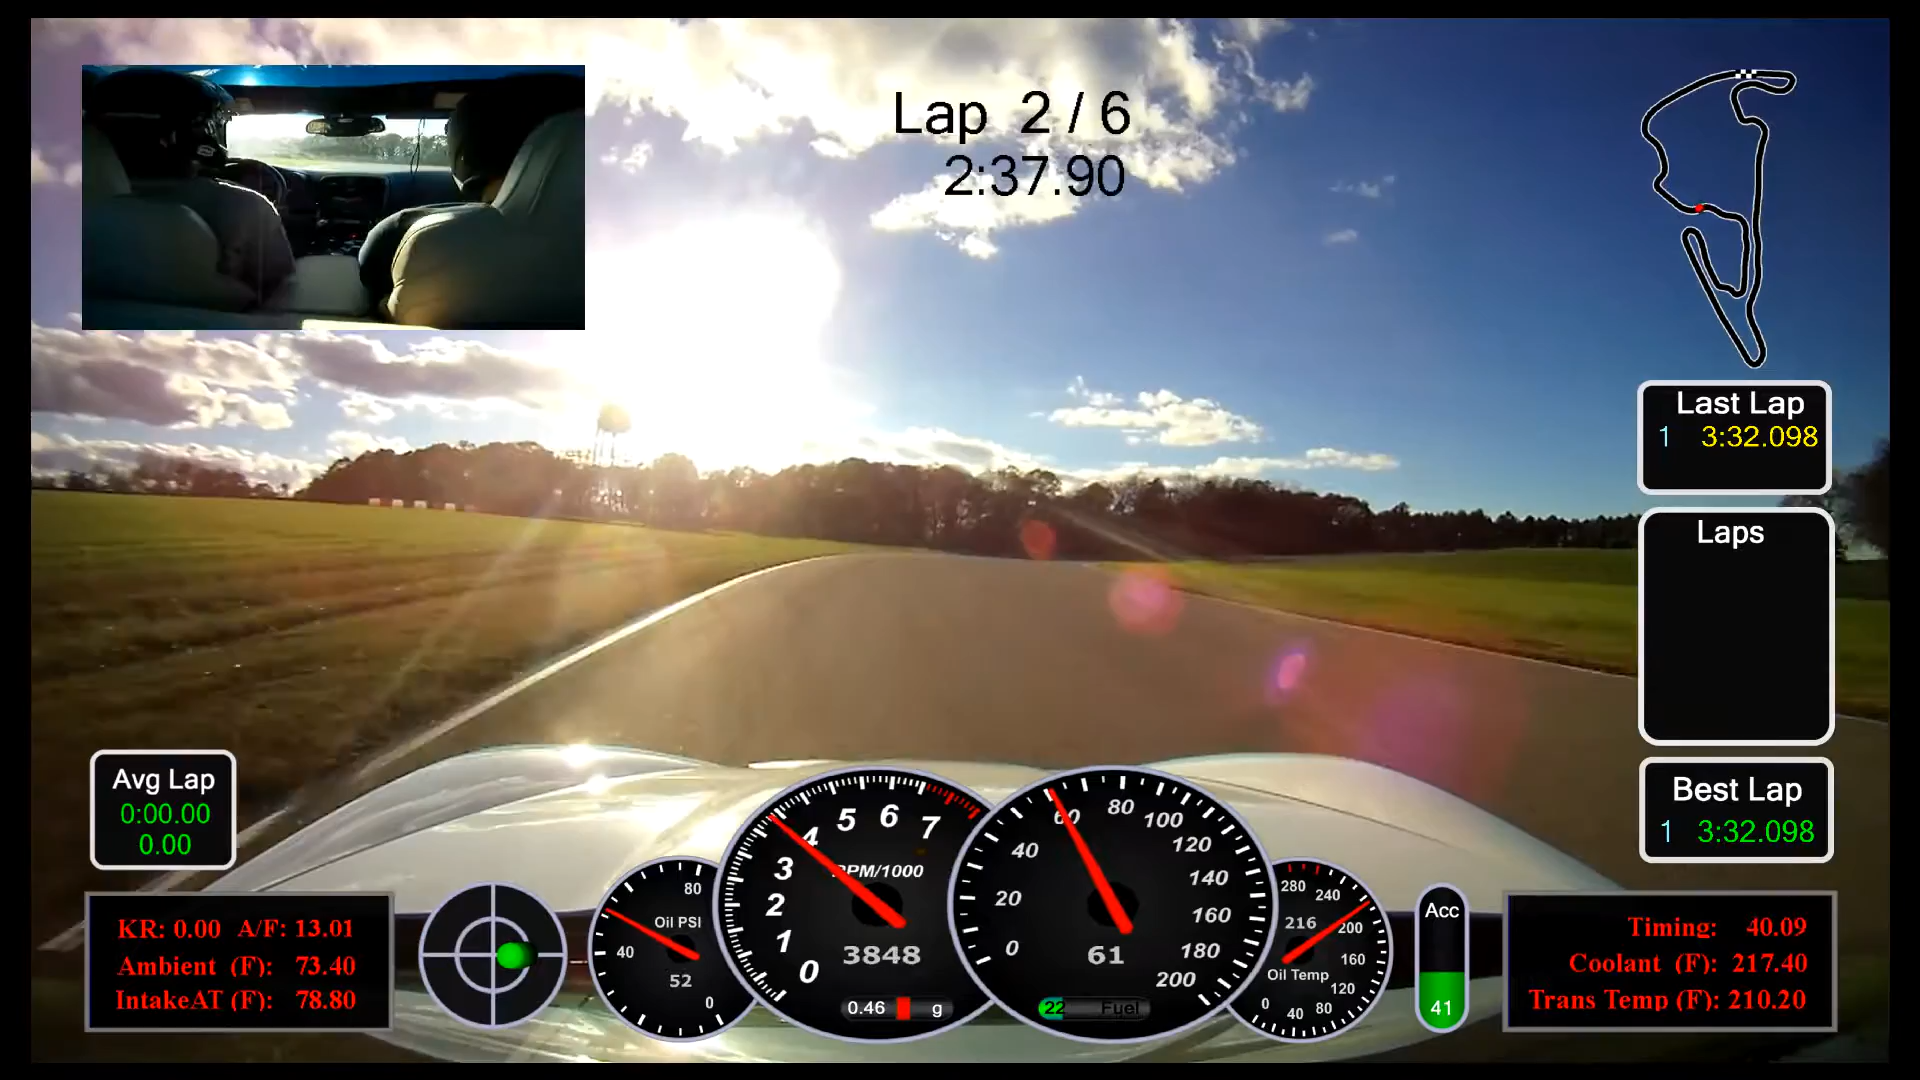 Lap 2 / 6
2:37.90
Last Lap
1 3:32.098
Laps
Best Lap
1 3:32.098
Avg Lap
0:00.00
0.00
KR: 0.00 A/F: 13.01
Ambient (F): 73.40
IntakeAT (F): 78.80
80
Oil PSI
40
52
0
0
1
2
3
4
5
6
7
RPM/1000
3848
0.46 g
0
20
40
60
80
100
120
140
160
180
200
61
22 Fuel
280
240
216
200
160
Oil Temp
120
80
40
0
Acc
41
Timing: 40.09
Coolant (F): 217.40
Trans Temp (F): 210.20